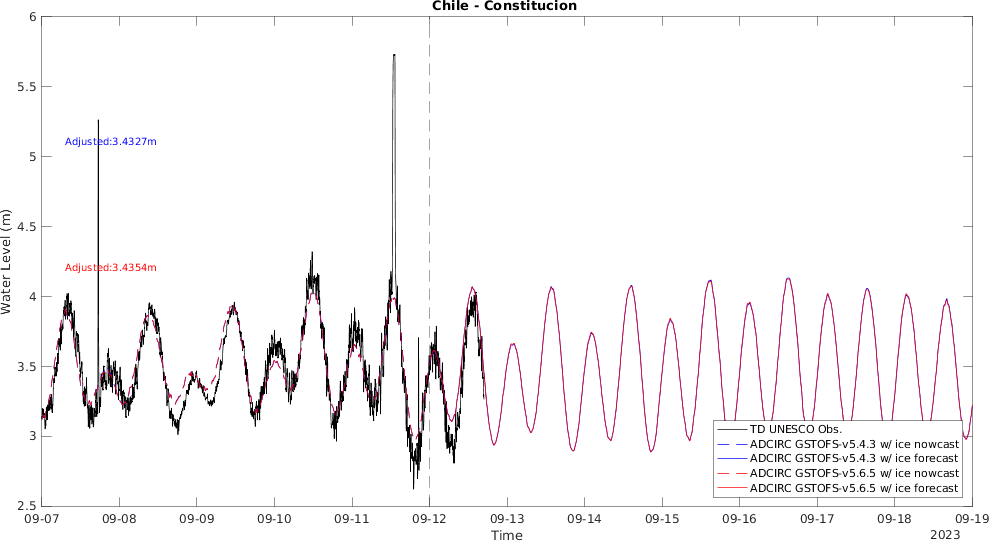 Chile - Constitucion
6
5.5
5
4.5
4
3.5
3
2.5
Water Level (m)
Adjusted:3.4327m
Adjusted:3.4354m
TD UNESCO Obs.
ADCIRC GSTOFS-v5.4.3 w/ ice nowcast
ADCIRC GSTOFS-v5.4.3 w/ ice forecast
ADCIRC GSTOFS-v5.6.5 w/ ice nowcast
ADCIRC GSTOFS-v5.6.5 w/ ice forecast
09-07 09-08 09-09 09-10 09-11 09-12 09-13 09-14 09-15 09-16 09-17 09-18 09-19
Time
2023